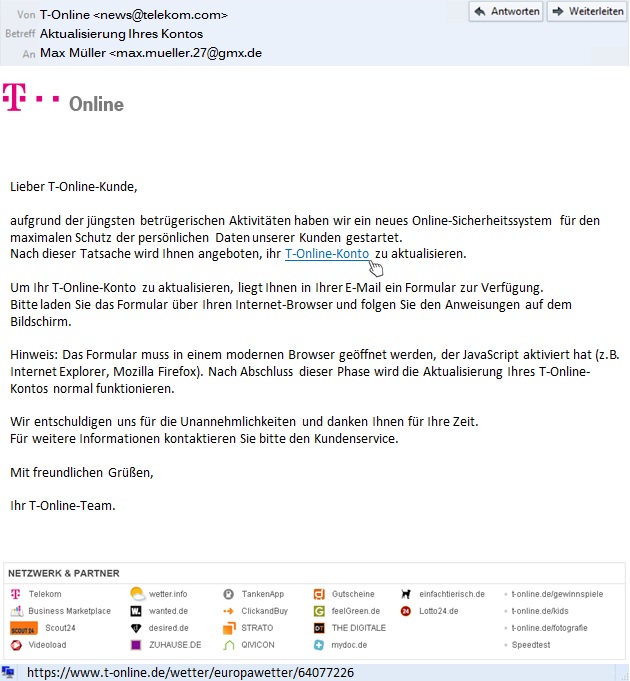 Antworten Weiterleiten
Von T-Online <news@telekom.com>
Betreff Aktualisierung Ihres Kontos
An Max Müller <max.mueller.27@gmx.de
T Online
Lieber T-Online-Kunde,
aufgrund der jüngsten betrügerischen Aktivitäten haben wir ein neues Online-Sicherheitssystem für den
maximalen Schutz der persönlichen Daten unserer Kunden gestartet.
Nach dieser Tatsache wird Ihnen angeboten, ihr T-Online-Konto zu aktualisieren.
Um Ihr T-Online-Konto zu aktualisieren, liegt Ihnen in Ihrer E-Mail ein Formular zur Verfügung.
Bitte laden Sie das Formular über Ihren Internet-Browser und folgen Sie den Anweisungen auf dem
Bildschirm.
Hinweis: Das Formular muss in einem modernen Browser geöffnet werden, der JavaScript aktiviert hat (z.B.
Internet Explorer, Mozilla Firefox). Nach Abschluss dieser Phase wird die Aktualisierung Ihres T-Online-
Kontos normal funktionieren.
Wir entschuldigen uns für die Unannehmlichkeiten und danken Ihnen für Ihre Zeit.
Für weitere Informationen kontaktieren Sie bitte den Kundenservice.
Mit freundlichen Grüßen,
Ihr T-Online-Team.
NETZWERK & PARTNER
Telekom wetter.info TankenApp Gutscheine einfachtierisch.de t-online.de/gewinnspiele
Business Marketplace wanted.de ClickandBuy feelGreen.de Lotto24.de t-online.de/kids
Scout24 desired.de STRATO THE DIGITALE t-online.de/fotografie
Videoload ZUHAUSE.DE QIVICON mydoc.de Speedtest
https://www.t-online.de/wetter/europawetter/64077226